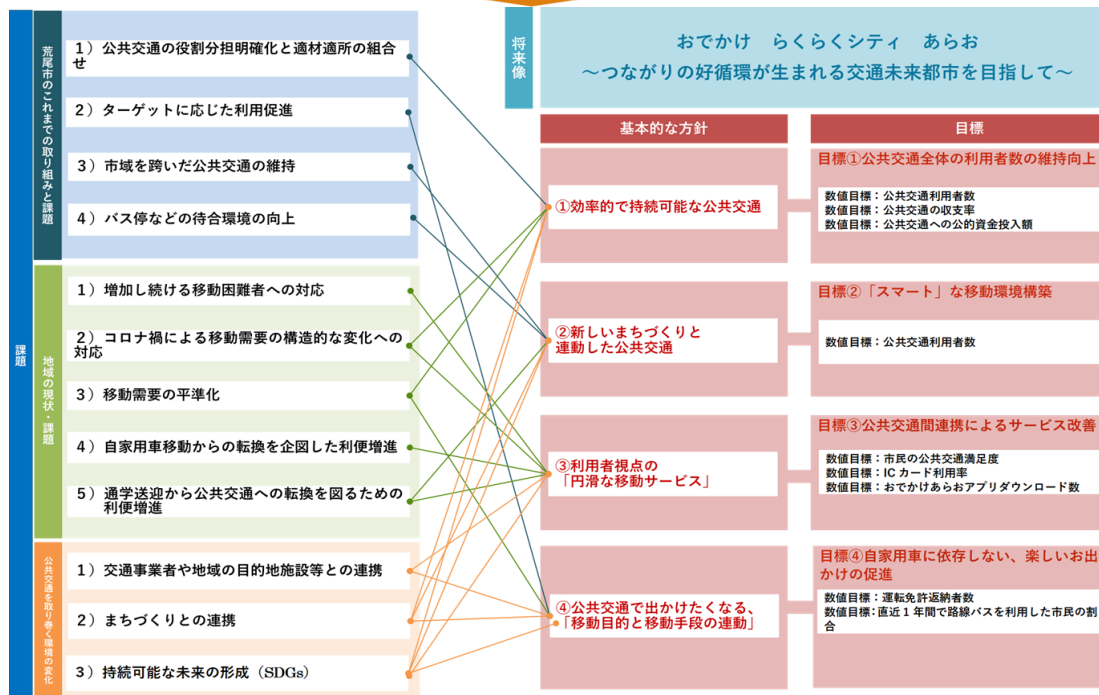 課題
荒尾市のこれまでの取り組みと課題
1）公共交通の役割分担明確化と適材適所の組合
せ
2）ターゲットに応じた利用促進
3）市域を跨いだ公共交通の維持
4）バス停などの待合環境の向上
地域の現状・課題
1）増加し続ける移動困難者への対応
2）コロナ禍による移動需要の構造的な変化への
対応
3）移動需要の平準化
4）自家用車移動からの転換を企図した利便増進
5）通学送迎から公共交通への転換を図るための
利便増進
公共交通を取り巻く環境の変化
1）交通事業者や地域の目的地施設等との連携
2）まちづくりとの連携
3）持続可能な未来の形成（SDGs）
将来像
おでかけ　らくらくシティ　あらお
～つながりの好循環が生まれる交通未来都市を目指して～
基本的な方針
目標
①効率的で持続可能な公共交通
目標①公共交通全体の利用者数の維持向上
数値目標：公共交通利用者数
数値目標：公共交通の収支率
数値目標：公共交通への公的資金投入額
②新しいまちづくりと
連動した公共交通
目標②「スマート」な移動環境構築
数値目標：公共交通利用者数
③利用者視点の
「円滑な移動サービス」
目標③公共交通間連携によるサービス改善
数値目標：市民の公共交通満足度
数値目標：ICカード利用率
数値目標：おでかけあらおアプリダウンロード数
④公共交通で出かけたくなる、
「移動目的と移動手段の連動」
目標④自家用車に依存しない、楽しいお出
かけの促進
数値目標：運転免許返納者数
数値目標：直近1年間で路線バスを利用した市民の割
合